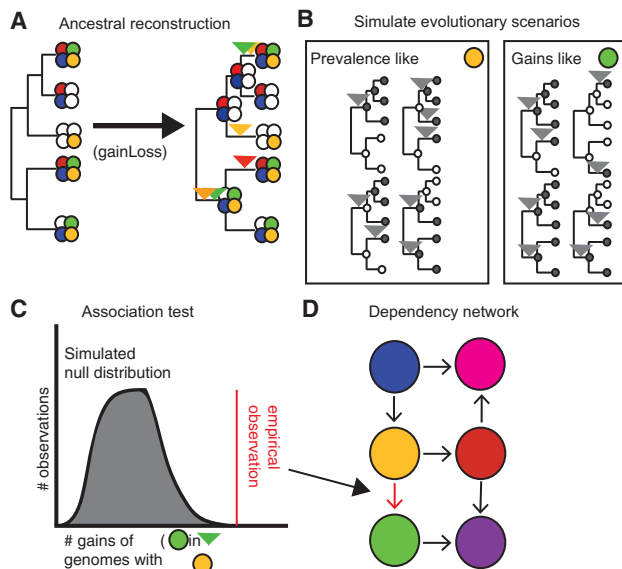 A
Ancestral reconstruction
(gainLoss)
B
Simulate evolutionary scenarios
Prevalence like
Gains like
C
Association test
Simulated
null distribution
# observations
empirical
observation
# gains of ( in
genomes with
D
Dependency network